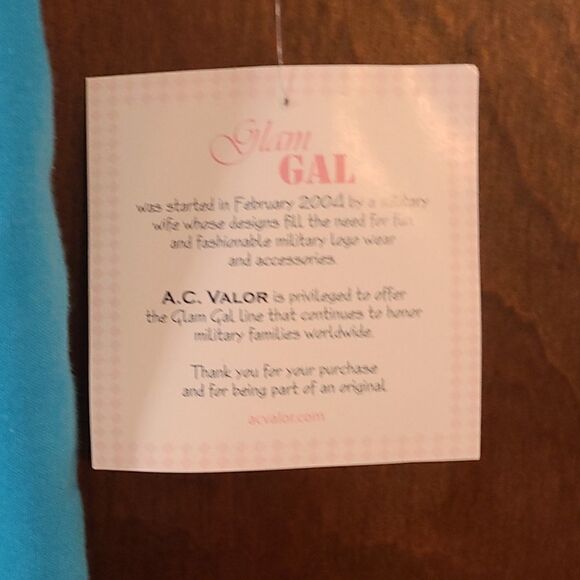 Glam
GAL
was started in February 2004 by a military
wife whose designs fill the need for fun
and fashionable military logo wear
and accessories.
A.C. VALOR is privileged to offer
the Glam Gal line that continues to honor
military families worldwide.
Thank you for your purchase
and for being part of an original.
acvalor.com